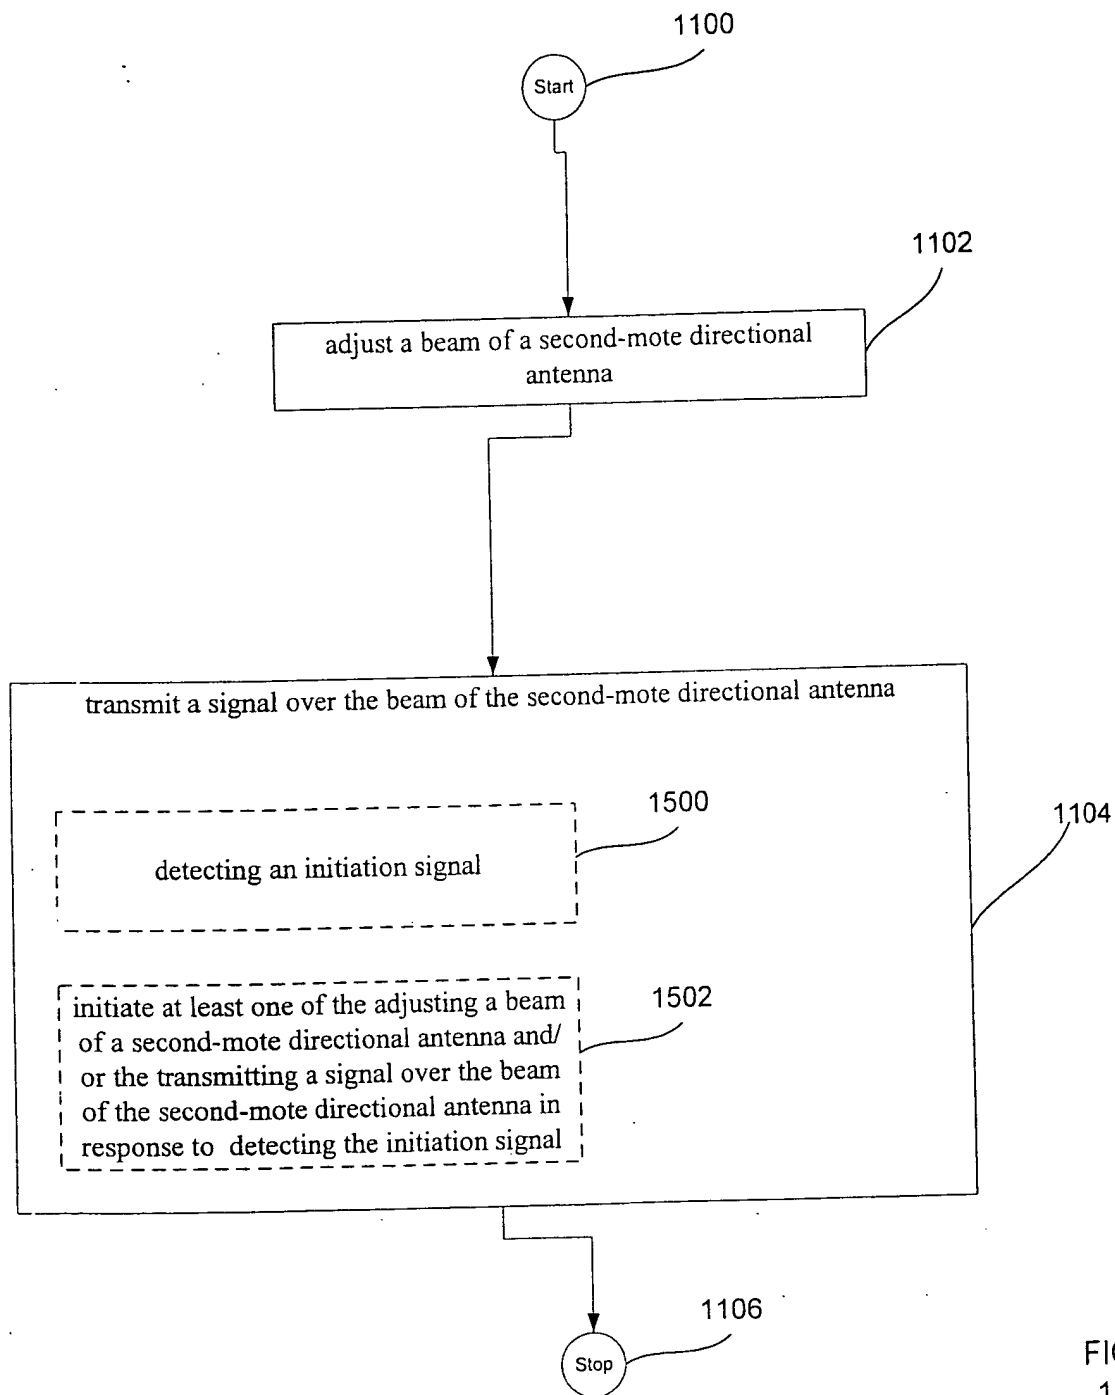 1100
Start
1102
adjust a beam of a second-mote directional
antenna
transmit a signal over the beam of the second-mote directional antenna
1500
1104
detecting an initiation signal
1502
initiate at least one of the adjusting a beam
of a second-mote directional antenna and/
or the transmitting a signal over the beam
of the second-mote directional antenna in
response to detecting the initiation signal
1106
Stop